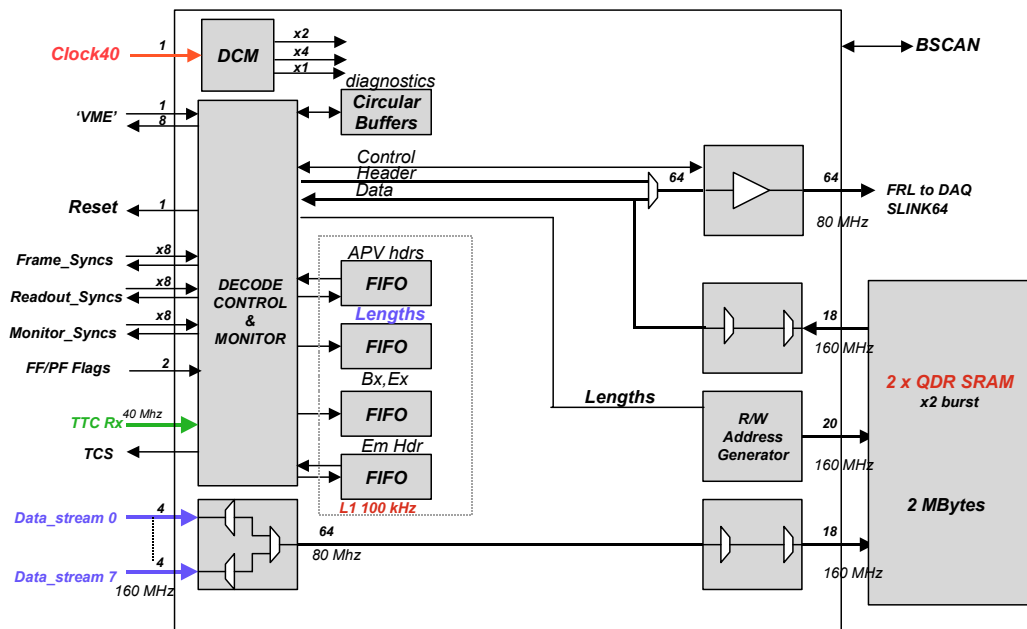 Clock40
1
DCM
x2
x4
x1
BSCAN
diagnostics
Circular
Buffers
‘VME’
1
8
Control
Header
Data
64
64
80 MHz
FRL to DAQ
SLINK64
Reset
1
Frame_Syncs
x8
Readout_Syncs
x8
Monitor_Syncs
x8
FF/PF Flags
2
TTC Rx
40 Mhz
TCS
DECODE
CONTROL
&
MONITOR
APV hdrs
FIFO
Lengths
FIFO
Bx,Ex
FIFO
Em Hdr
FIFO
L1 100 kHz
18
160 MHz
Lengths
R/W
Address
Generator
20
160 MHz
2 x QDR SRAM
x2 burst
2 MBytes
Data_stream 0
4
Data_stream 7
4
160 MHz
64
80 Mhz
18
160 MHz